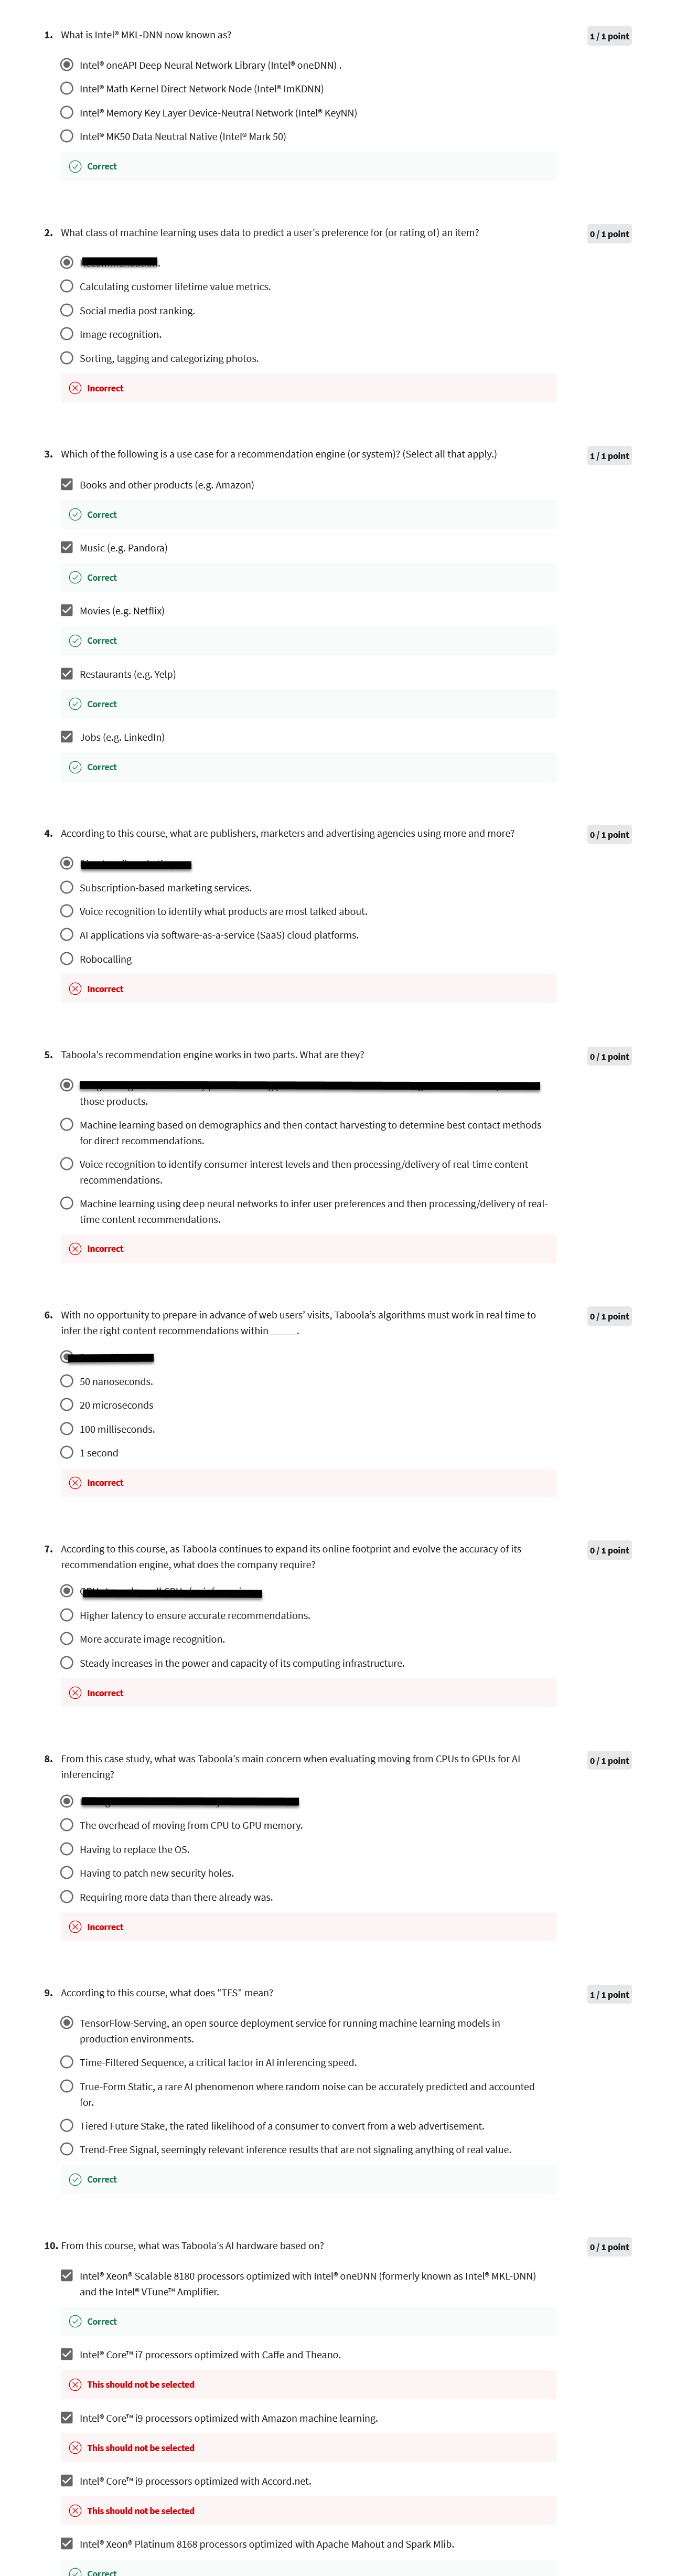 1. What is Intel® MKL-DNN now known as?
1 / 1 point
Intel® oneAPI Deep Neural Network Library (Intel® oneDNN) .
Intel® Math Kernel Direct Network Node (Intel® ImKDNN)
Intel® Memory Key Layer Device-Neutral Network (Intel® KeyNN)
Intel® MK50 Data Neutral Native (Intel® Mark 50)
Correct
2. What class of machine learning uses data to predict a user's preference for (or rating of) an item?
0 / 1 point
Calculating customer lifetime value metrics.
Social media post ranking.
Image recognition.
Sorting, tagging and categorizing photos.
Incorrect
3. Which of the following is a use case for a recommendation engine (or system)? (Select all that apply.)
1 / 1 point
Books and other products (e.g. Amazon)
Correct
Music (e.g. Pandora)
Correct
Movies (e.g. Netflix)
Correct
Restaurants (e.g. Yelp)
Correct
Jobs (e.g. LinkedIn)
Correct
4. According to this course, what are publishers, marketers and advertising agencies using more and more?
0 / 1 point
Subscription-based marketing services.
Voice recognition to identify what products are most talked about.
AI applications via software-as-a-service (SaaS) cloud platforms.
Robocalling
Incorrect
5. Taboola's recommendation engine works in two parts. What are they?
0 / 1 point
those products.
Machine learning based on demographics and then contact harvesting to determine best contact methods
for direct recommendations.
Voice recognition to identify consumer interest levels and then processing/delivery of real-time content
recommendations.
Machine learning using deep neural networks to infer user preferences and then processing/delivery of real-
time content recommendations.
Incorrect
6. With no opportunity to prepare in advance of web users' visits, Taboola's algorithms must work in real time to
infer the right content recommendations within _____.
0 / 1 point
50 nanoseconds.
20 microseconds
100 milliseconds.
1 second
Incorrect
7. According to this course, as Taboola continues to expand its online footprint and evolve the accuracy of its
recommendation engine, what does the company require?
0 / 1 point
Higher latency to ensure accurate recommendations.
More accurate image recognition.
Steady increases in the power and capacity of its computing infrastructure.
Incorrect
8. From this case study, what was Taboola's main concern when evaluating moving from CPUs to GPUs for AI
inferencing?
0 / 1 point
The overhead of moving from CPU to GPU memory.
Having to replace the OS.
Having to patch new security holes.
Requiring more data than there already was.
Incorrect
9. According to this course, what does "TFS" mean?
1 / 1 point
TensorFlow-Serving, an open source deployment service for running machine learning models in
production environments.
Time-Filtered Sequence, a critical factor in AI inferencing speed.
True-Form Static, a rare AI phenomenon where random noise can be accurately predicted and accounted
for.
Tiered Future Stake, the rated likelihood of a consumer to convert from a web advertisement.
Trend-Free Signal, seemingly relevant inference results that are not signaling anything of real value.
Correct
10. From this course, what was Taboola's AI hardware based on?
0 / 1 point
Intel® Xeon® Scalable 8180 processors optimized with Intel® oneDNN (formerly known as Intel® MKL-DNN)
and the Intel® VTune™ Amplifier.
Correct
Intel® Core™ i7 processors optimized with Caffe and Theano.
This should not be selected
Intel® Core™ i9 processors optimized with Amazon machine learning.
This should not be selected
Intel® Core™ i9 processors optimized with Accord.net.
This should not be selected
Intel® Xeon® Platinum 8168 processors optimized with Apache Mahout and Spark Mlib.
Correct